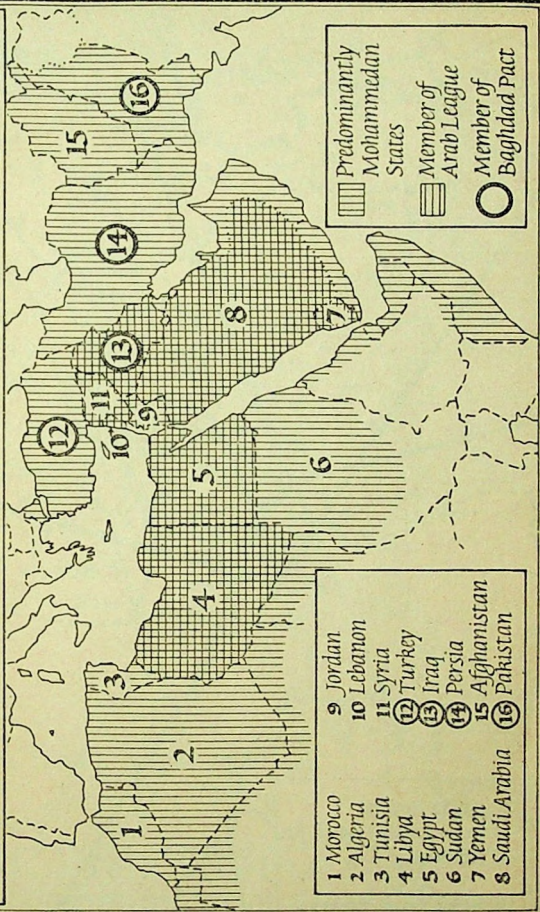 1 Morocco
2 Algeria
3 Tunisia
4 Libya
5 Egypt
6 Sudan
7 Yemen
8 Saudi Arabia
9 Jordan
10 Lebanon
11 Syria
12 Turkey
13 Iraq
14 Persia
15 Afghanistan
16 Pakistan
Predominantly
Mohammedan
States
Member of
Arab League
Member of
Baghdad Pact
1
2
3
4
5
6
7
8
9
10
11
12
13
14
15
16